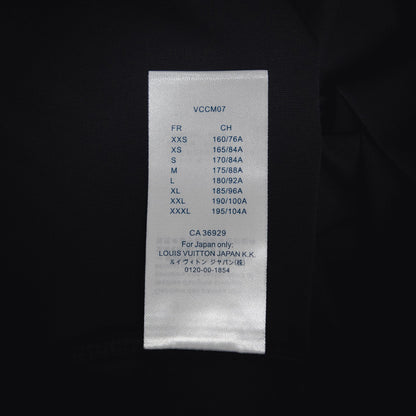 VCCM07
FR CH
XXS 160/76A
XS 165/84A
S 170/84A
M 175/88A
L 180/92A
XL 185/96A
XXL 190/100A
XXXL 195/104A
CA 36929
For Japan only:
LOUIS VUITTON JAPAN K.K.
ルイ ヴィトン ジャパン(株)
0120-00-1854